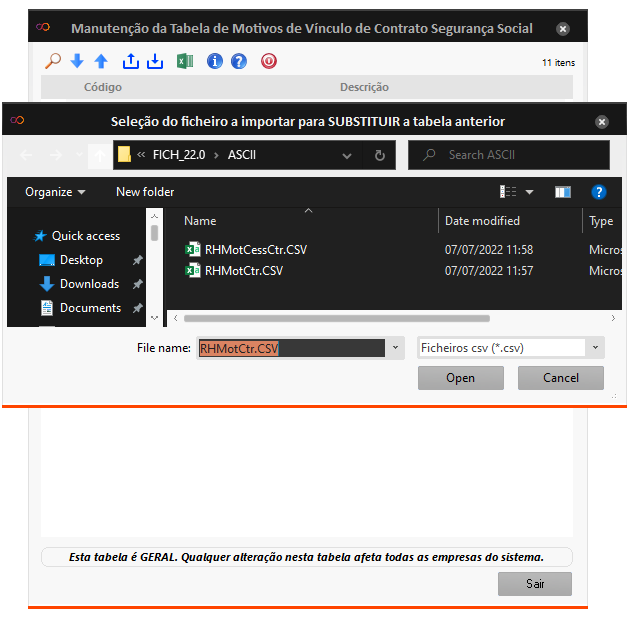 Manutenção da Tabela de Motivos de Vínculo de Contrato Segurança Social
11 itens
Código Descrição
Seleção do ficheiro a importar para SUBSTITUIR a tabela anterior
« FICH_22.0 > ASCII
Search ASCII
Organize New folder
Name Date modified Type
Quick access
RHMotCessCtr.CSV 07/07/2022 11:58 Micros
Desktop
RHMotCtr.CSV 07/07/2022 11:57 Micros
Downloads
Documents
File name: RHMotCtr.CSV Ficheiros csv (*.csv)
Open Cancel
Esta tabela é GERAL. Qualquer alteração nesta tabela afeta todas as empresas do sistema.
Sair